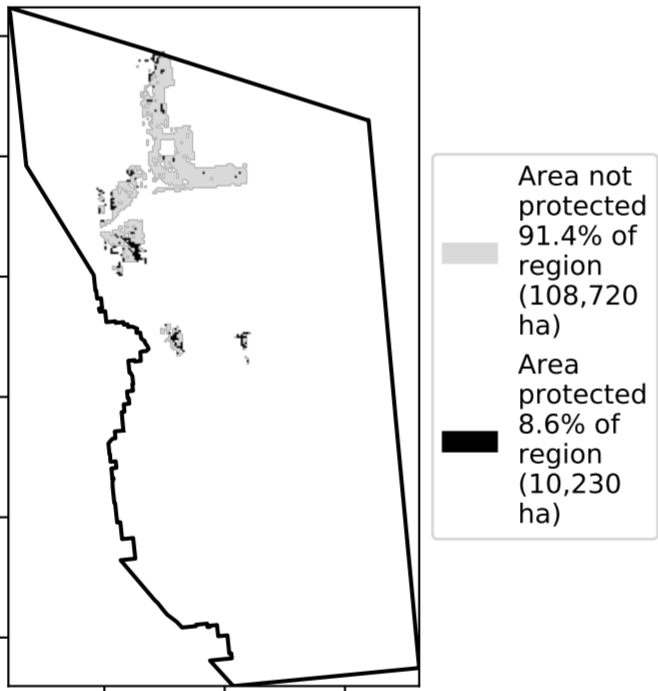 Area not
protected
91.4% of
region
(108,720
ha)
Area
protected
8.6% of
region
(10,230
ha)